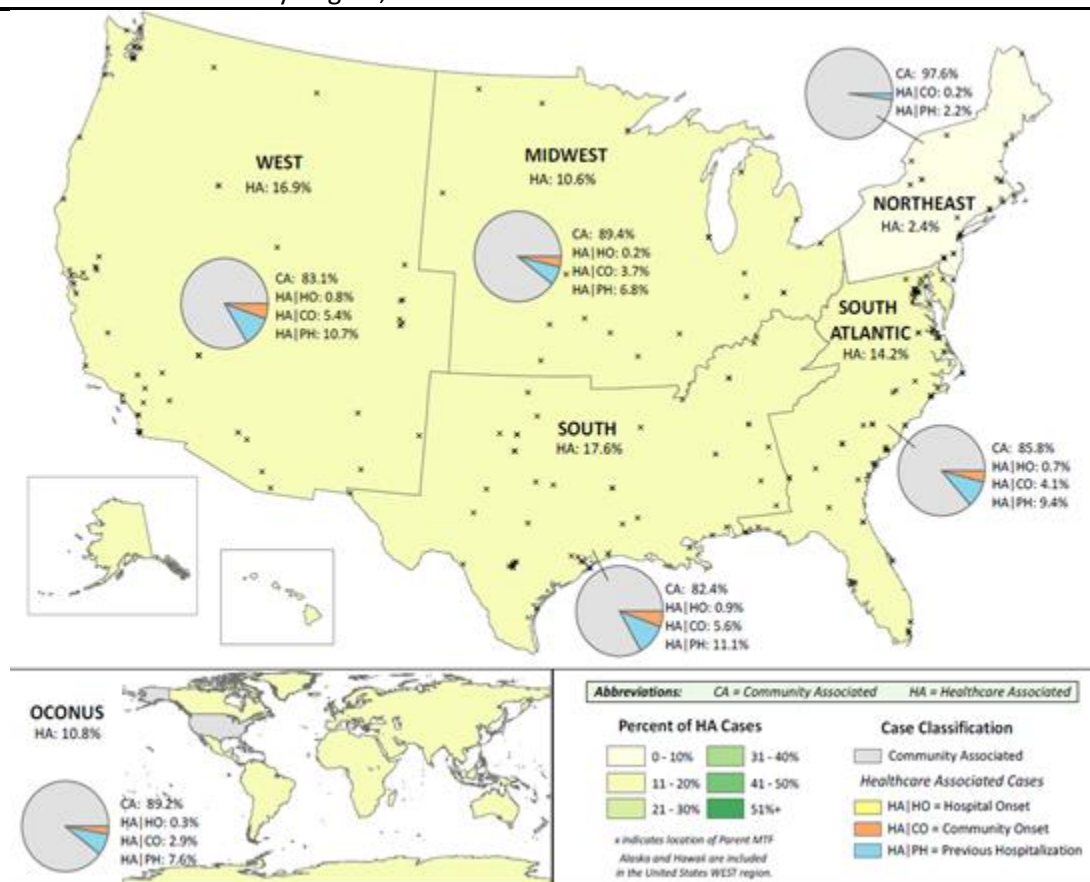 WEST
HA: 16.9%
CA: 83.1%
HA|HO: 0.8%
HA|CO: 5.4%
HA|PH: 10.7%
MIDWEST
HA: 10.6%
CA: 89.4%
HA|HO: 0.2%
HA|CO: 3.7%
HA|PH: 6.8%
CA: 97.6%
HA|CO: 0.2%
HA|PH: 2.2%
NORTHEAST
HA: 2.4%
SOUTH
ATLANTIC
HA: 14.2%
CA: 85.8%
HA|HO: 0.7%
HA|CO: 4.1%
HA|PH: 9.4%
SOUTH
HA: 17.6%
CA: 82.4%
HA|HO: 0.9%
HA|CO: 5.6%
HA|PH: 11.1%
OCONUS
HA: 10.8%
CA: 89.2%
HA|HO: 0.3%
HA|CO: 2.9%
HA|PH: 7.6%
Abbreviations: CA = Community Associated HA = Healthcare Associated
Percent of HA Cases
0 - 10%
11 - 20%
21 - 30%
31 - 40%
41 - 50%
51%+
x indicates location of Parent MTF
Alaska and Hawaii are included
in the United States WEST region.
Case Classification
Community Associated
Healthcare Associated Cases
HA|HO = Hospital Onset
HA|CO = Community Onset
HA|PH = Previous Hospitalization